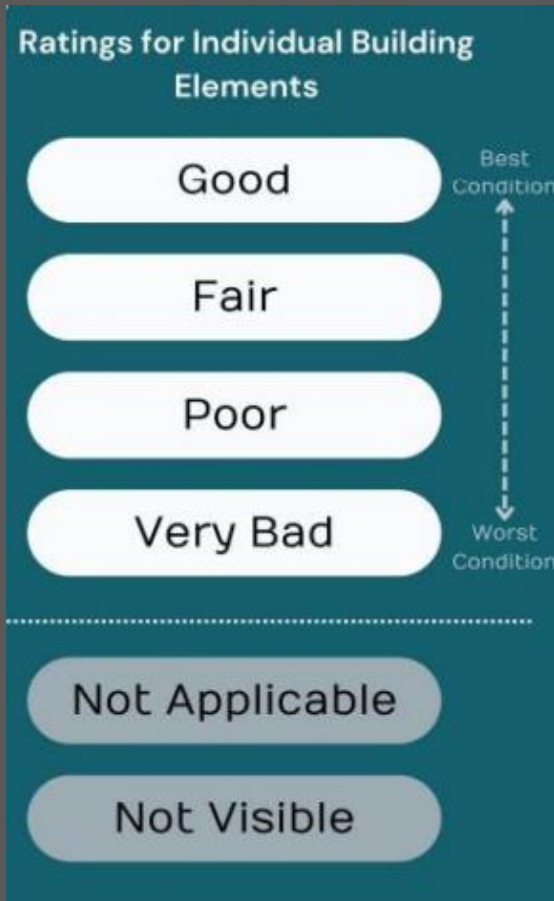 Ratings for Individual Building
Elements
Good
Best
Condition
Fair
Poor
Very Bad
Worst
Condition
Not Applicable
Not Visible